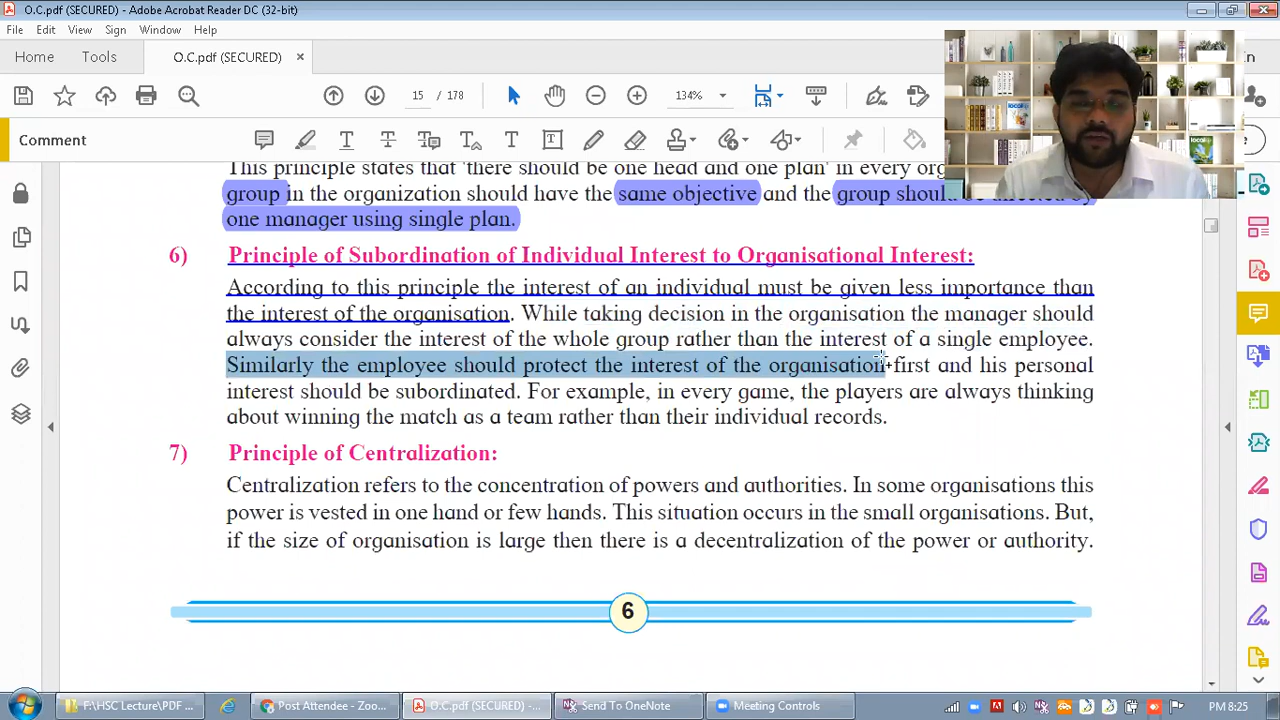 O.C.pdf (SECURED) - Adobe Acrobat Reader DC (32-bit)
File Edit View Sign Window Help
Home Tools O.C.pdf (SECURED) ×
15 / 178 134%
Comment
This principle states that 'there should be one head and one plan' in every
group in the organization should have the same objective and the group should be directed by
one manager using single plan.
6) Principle of Subordination of Individual Interest to Organisational Interest:
According to this principle the interest of an individual must be given less importance than
the interest of the organisation. While taking decision in the organisation the manager should
always consider the interest of the whole group rather than the interest of a single employee.
Similarly the employee should protect the interest of the organisation first and his personal
interest should be subordinated. For example, in every game, the players are always thinking
about winning the match as a team rather than their individual records.
7) Principle of Centralization:
Centralization refers to the concentration of powers and authorities. In some organisations this
power is vested in one hand or few hands. This situation occurs in the small organisations. But,
if the size of organisation is large then there is a decentralization of the power or authority.
6
F:\HSC Lecture\PDF ... Post Attendee - Zoo... O.C.pdf (SECURED) -... Send To OneNote Meeting Controls PM 8:25